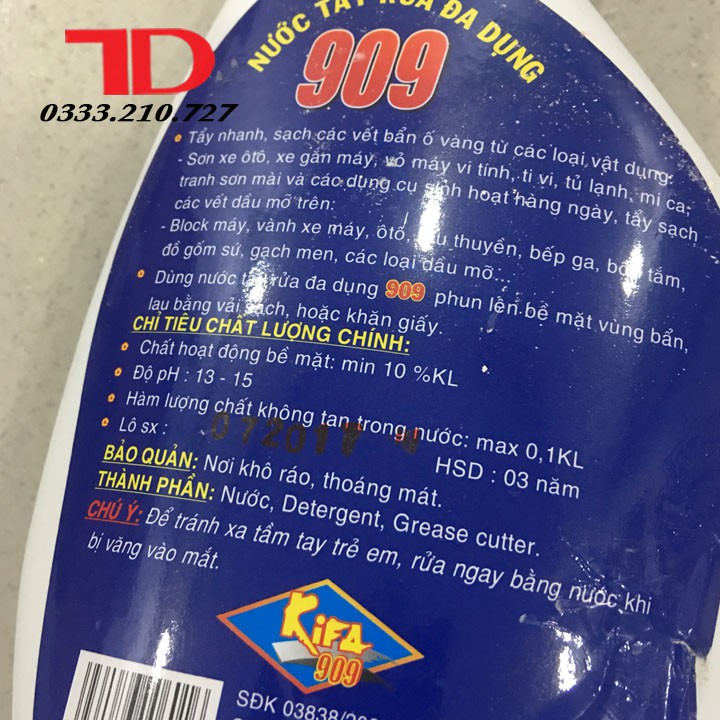 TD
0333.210.727
NƯỚC TẨY RỬA ĐA DỤNG
909
Tẩy nhanh, sạch các vết bẩn ố vàng từ các loại vật dụng:
- Sơn xe ôtô, xe gắn máy, vỏ máy vi tính, ti vi, tủ lạnh, mi ca,
tranh sơn mài và các dụng cụ sinh hoạt hàng ngày, tẩy sạch
các vết dầu mỡ trên:
- Block máy, vành xe máy, ôtô, tàu thuyền, bếp ga, bồn tắm,
đồ gốm sứ, gạch men, các loại dầu mỡ...
Dùng nước tẩy rửa đa dụng 909 phun lên bề mặt vùng bẩn,
lau bằng vải sạch, hoặc khăn giấy.
CHỈ TIÊU CHẤT LƯỢNG CHÍNH:
Chất hoạt động bề mặt: min 10 %KL
Độ pH : 13 - 15
Hàm lượng chất không tan trong nước: max 0,1KL
Lô sx : HSD : 03 năm
BẢO QUẢN: Nơi khô ráo, thoáng mát.
THÀNH PHẦN: Nước, Detergent, Grease cutter.
CHÚ Ý: Để tránh xa tầm tay trẻ em, rửa ngay bằng nước khi
bị văng vào mắt.
KIFA
909
SĐK 03838/200